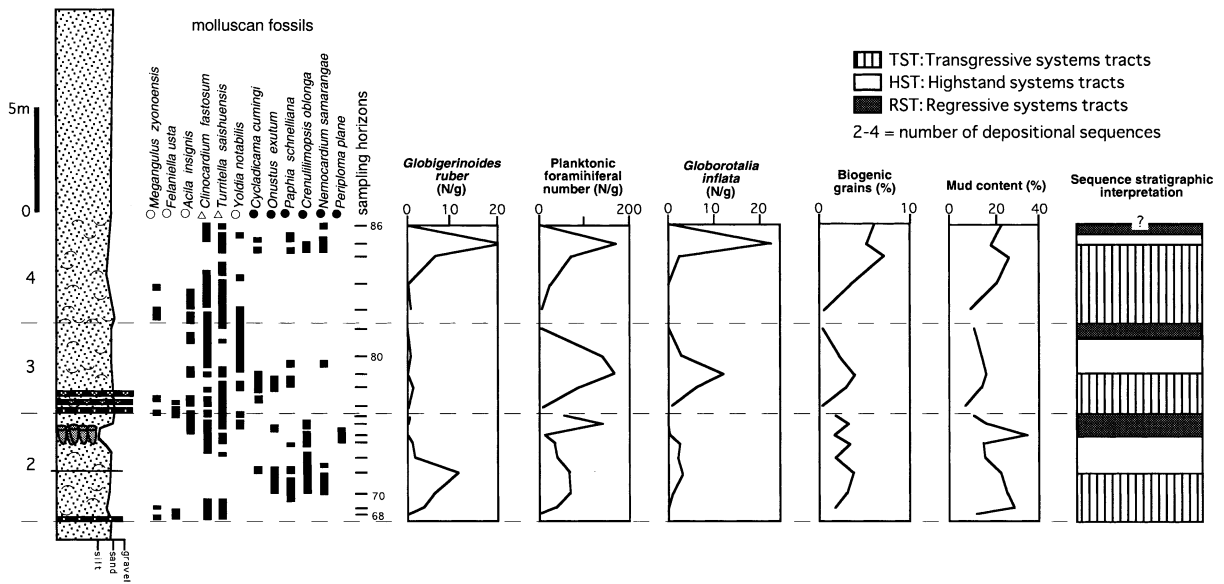 molluscan fossils
TST: Transgressive systems tracts
HST: Highstand systems tracts
RST: Regressive systems tracts
2-4 = number of depositional sequences
5m
0
Megangulus zyonoensis
Felaniella usta
Acila insignis
Clinocardium fastosum
Turritella saishuensis
Yoldia notabilis
Cycladicama cumingi
Onustus exutum
Paphia schnelliana
Crenulilimopsis oblonga
Nemocardium samarangae
Periploma plane
sampling horizons
Globigerinoides
ruber
(N/g)
0 10 20
Planktonic
foraminiferal
number (N/g)
0 100 200
Globorotalia
inflata
(N/g)
0 10 20
Biogenic
grains (%)
0 10
Mud content (%)
0 20 40
Sequence stratigraphic
interpretation
?
86
80
70
68
4
3
2
silt
sand
gravel